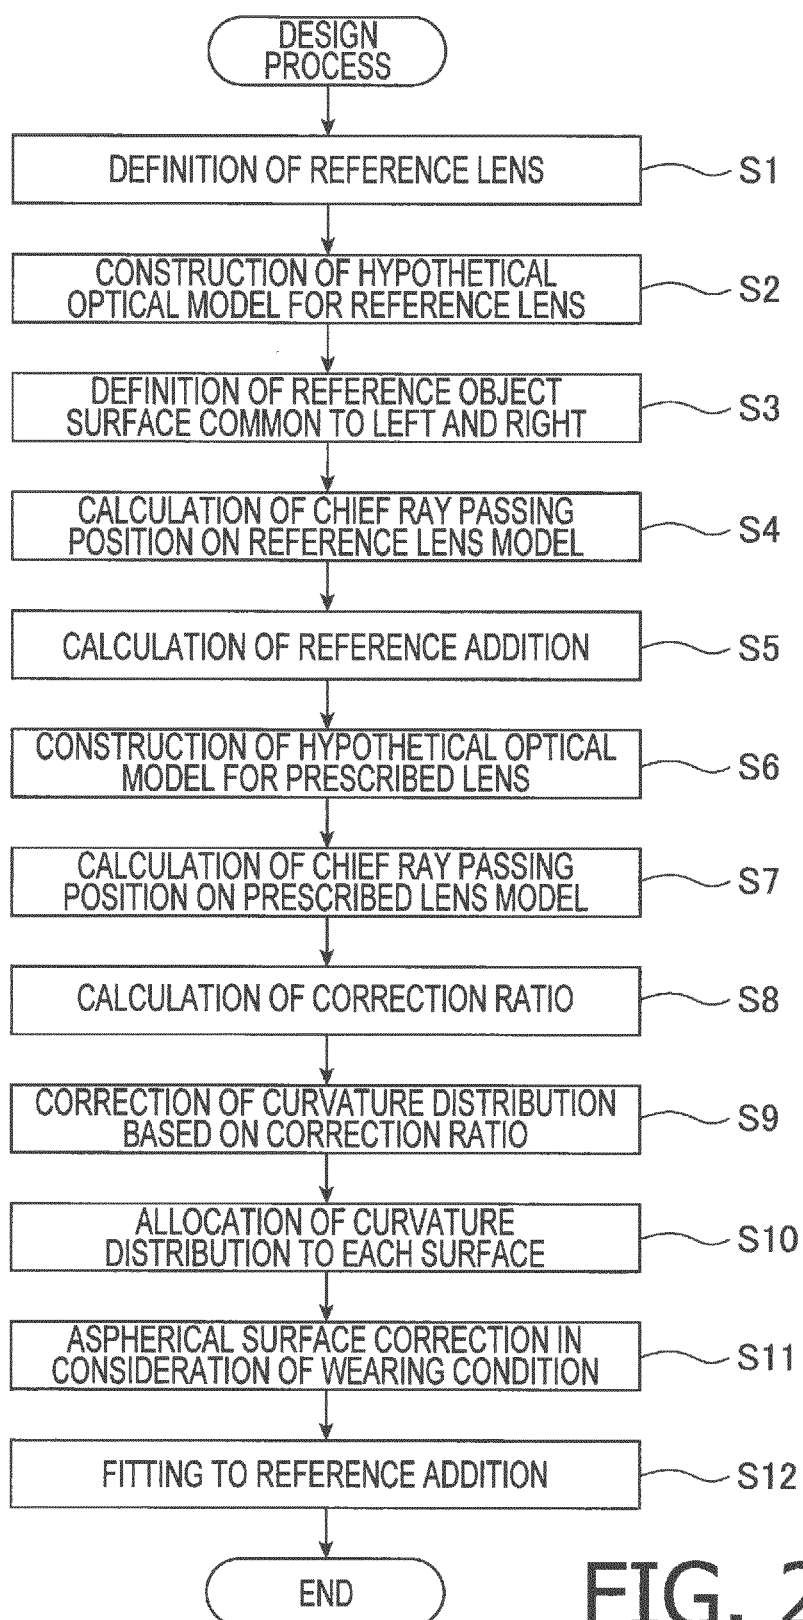 DESIGN
PROCESS
DEFINITION OF REFERENCE LENS
S1
CONSTRUCTION OF HYPOTHETICAL
OPTICAL MODEL FOR REFERENCE LENS
S2
DEFINITION OF REFERENCE OBJECT
SURFACE COMMON TO LEFT AND RIGHT
S3
CALCULATION OF CHIEF RAY PASSING
POSITION ON REFERENCE LENS MODEL
S4
CALCULATION OF REFERENCE ADDITION
S5
CONSTRUCTION OF HYPOTHETICAL OPTICAL
MODEL FOR PRESCRIBED LENS
S6
CALCULATION OF CHIEF RAY PASSING
POSITION ON PRESCRIBED LENS MODEL
S7
CALCULATION OF CORRECTION RATIO
S8
CORRECTION OF CURVATURE DISTRIBUTION
BASED ON CORRECTION RATIO
S9
ALLOCATION OF CURVATURE
DISTRIBUTION TO EACH SURFACE
S10
ASPHERICAL SURFACE CORRECTION IN
CONSIDERATION OF WEARING CONDITION
S11
FITTING TO REFERENCE ADDITION
S12
END
FIG. 2